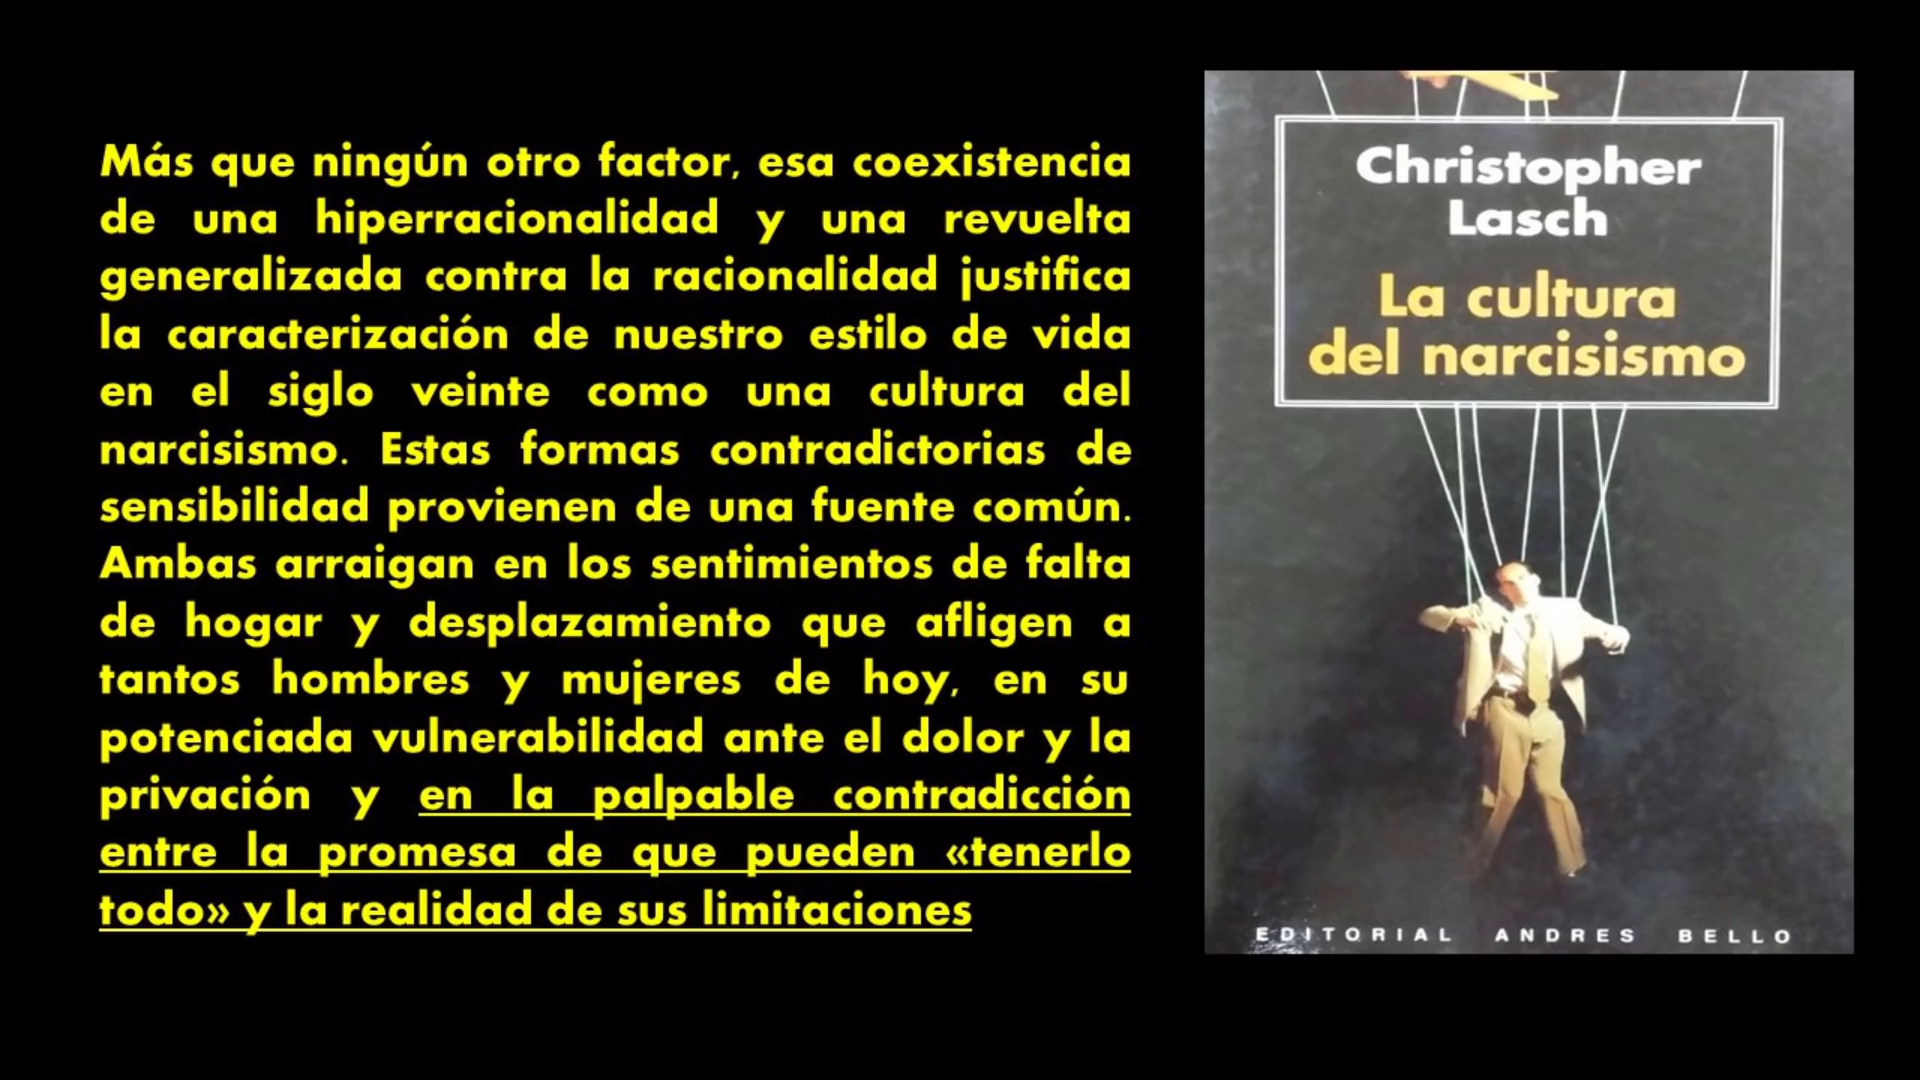 Más que ningún otro factor, esa coexistencia
de una hiperracionalidad y una revuelta
generalizada contra la racionalidad justifica
la caracterización de nuestro estilo de vida
en el siglo veinte como una cultura del
narcisismo. Estas formas contradictorias de
sensibilidad provienen de una fuente común.
Ambas arraigan en los sentimientos de falta
de hogar y desplazamiento que afligen a
tantos hombres y mujeres de hoy, en su
potenciada vulnerabilidad ante el dolor y la
privación y en la palpable contradicción
entre la promesa de que pueden «tenerlo
todo» y la realidad de sus limitaciones
Christopher
Lasch
La cultura
del narcisismo
EDITORIAL ANDRES BELLO